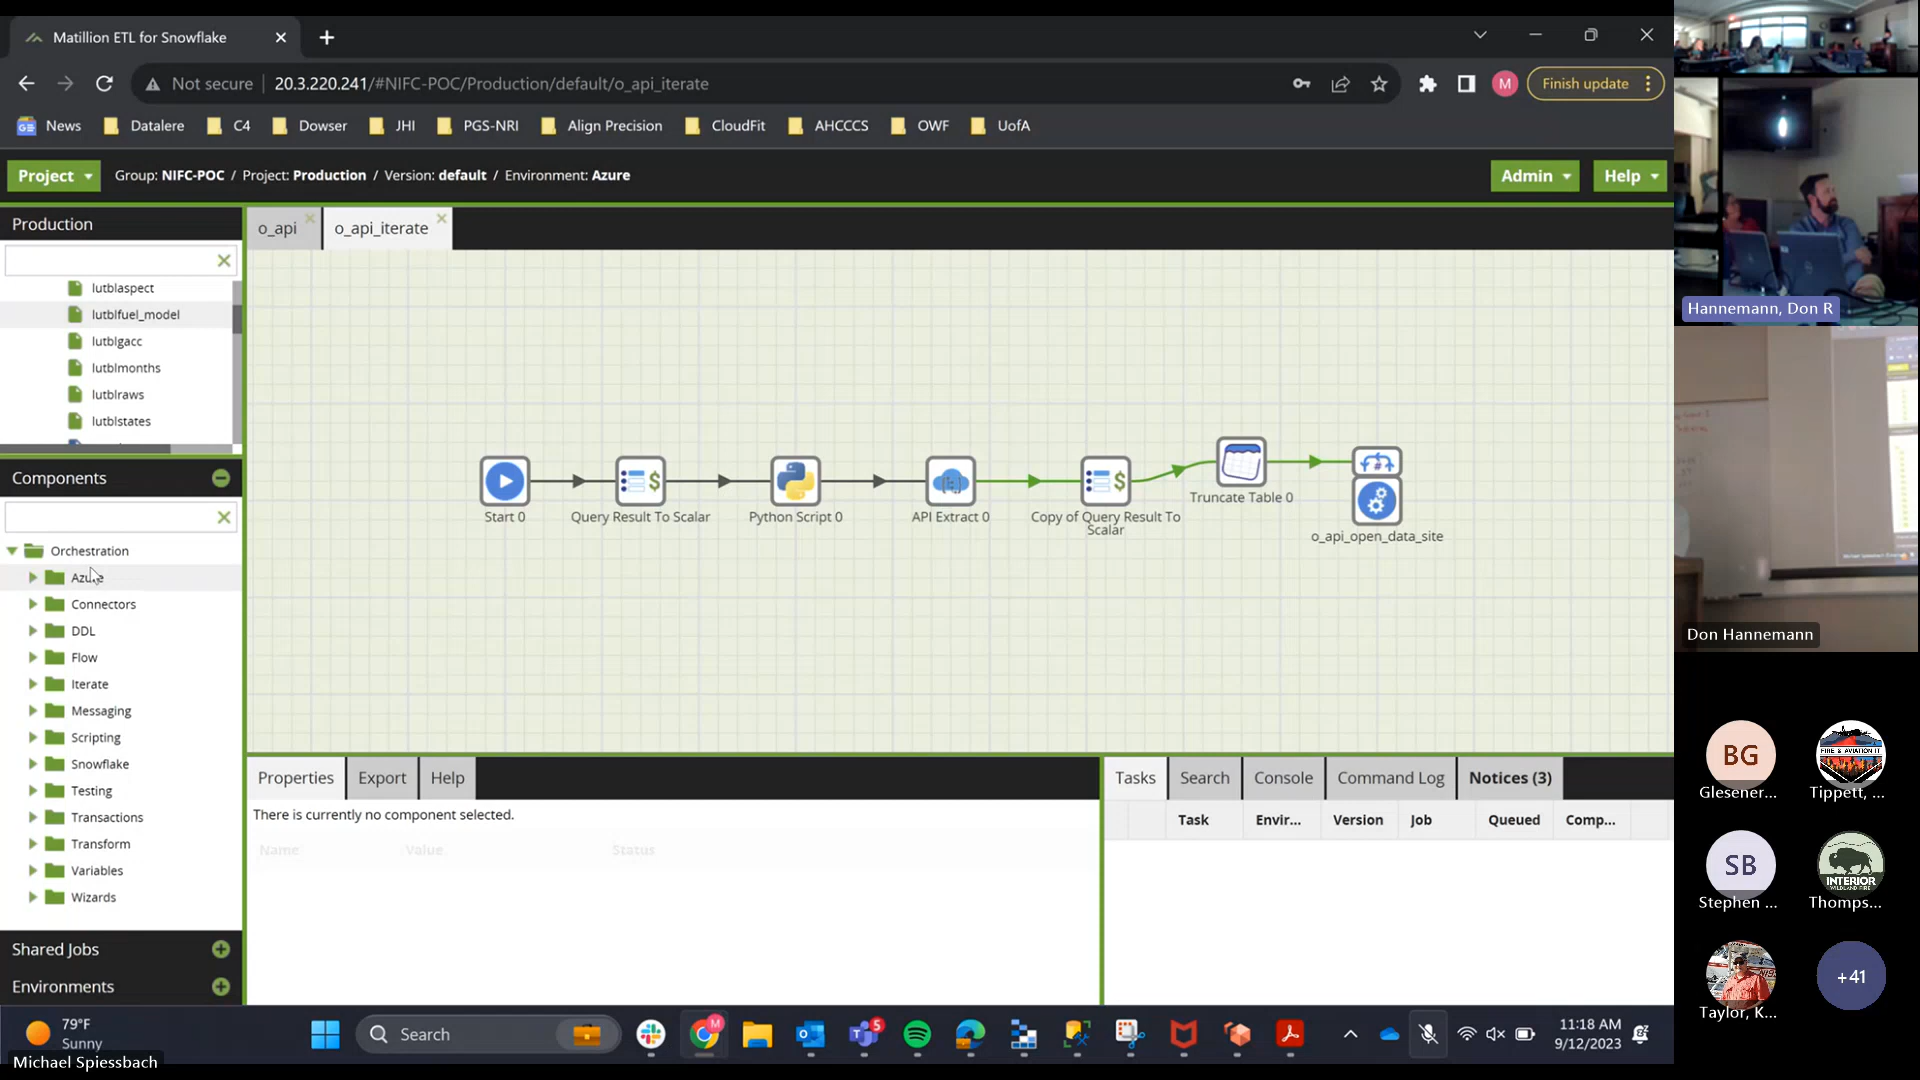 Matillion ETL for Snowflake
Not secure
20.3.220.241/#NIFC-POC/Production/default/o_api_iterate
M
Finish update
News
Datalere
C4
Dowser
JHI
PGS-NRI
Align Precision
CloudFit
AHCCCS
OWF
UofA
Project
Group: NIFC-POC / Project: Production / Version: default / Environment: Azure
Admin
Help
Production
lutblaspect
lutblfuel_model
lutblgacc
lutblmonths
lutblraws
lutblstates
Components
Orchestration
Azure
Connectors
DDL
Flow
Iterate
Messaging
Scripting
Snowflake
Testing
Transactions
Transform
Variables
Wizards
Shared Jobs
Environments
o_api
o_api_iterate
Start 0
Query Result To Scalar
Python Script 0
API Extract 0
Copy of Query Result To
Scalar
Truncate Table 0
o_api_open_data_site
Properties
Export
Help
There is currently no component selected.
Name
Value
Status
Tasks
Search
Console
Command Log
Notices (3)
Task
Envir...
Version
Job
Queued
Comp...
79°F
Sunny
Search
M
5
11:18 AM
9/12/2023
Michael Spiessbach
Hannemann, Don R
Don Hannemann
BG
Glesener...
FIRE & AVIATION IT
Tippett, ...
SB
Stephen ...
INTERIOR
WILDLAND FIRE
Thomps...
Taylor, K...
+41